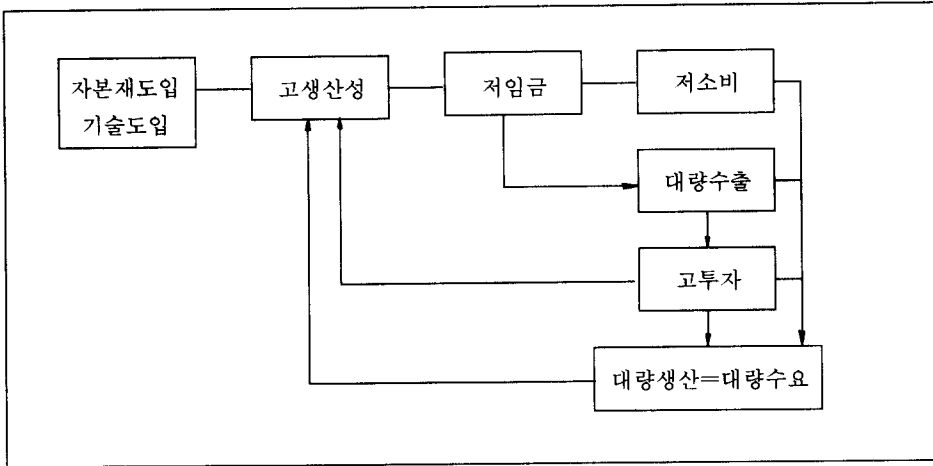 자본재도입
기술도입
고생산성
저임금
저소비
대량수출
고투자
대량생산=대량수요